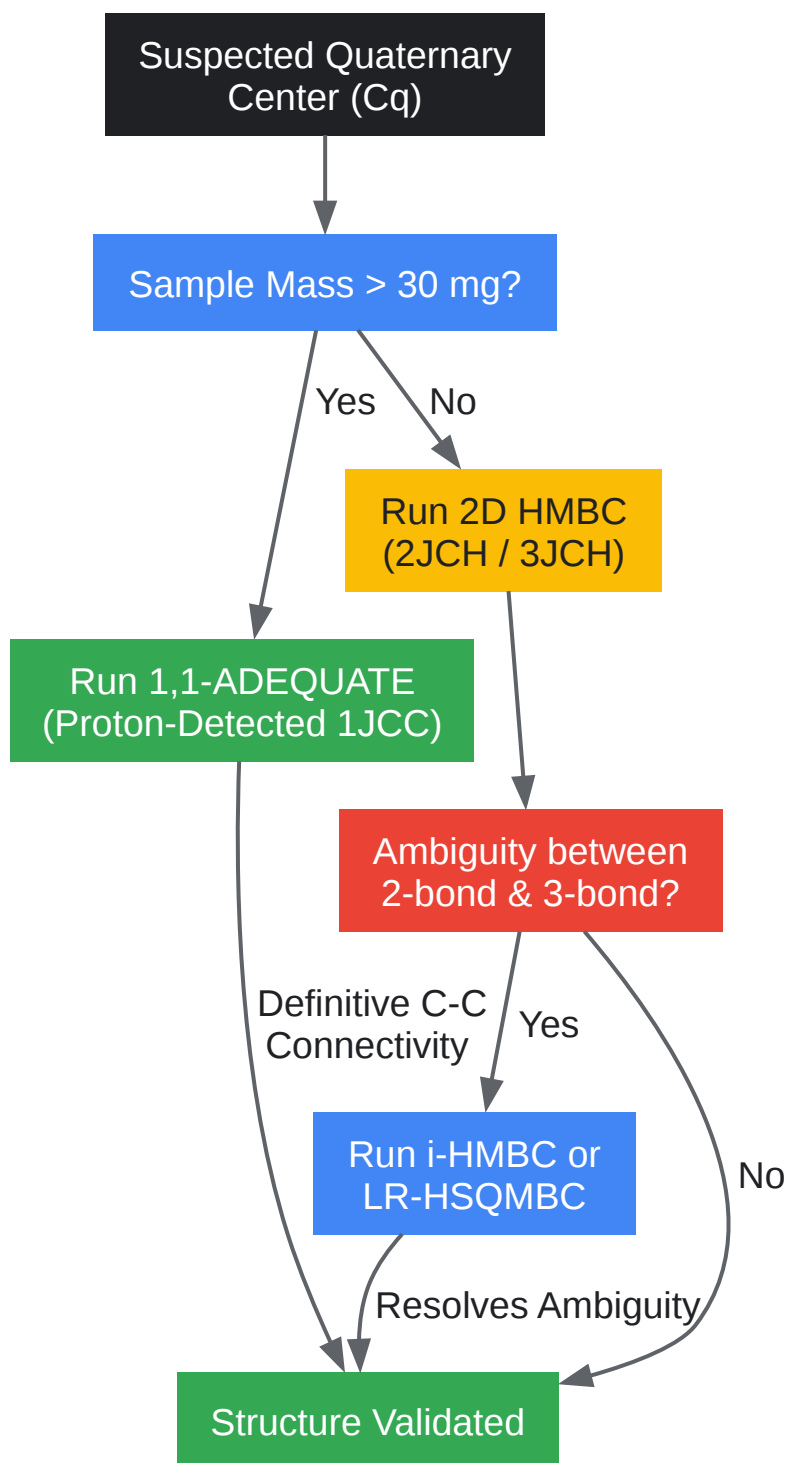 Suspected Quaternary
Center (Cq)
Sample Mass > 30 mg?
Yes
No
Run 2D HMBC
(2JCH / 3JCH)
Run 1,1-ADEQUATE
(Proton-Detected 1JCC)
Ambiguity between
2-bond & 3-bond?
Definitive C-C
Connectivity
Yes
Run i-HMBC or
LR-HSQMBC
No
Resolves Ambiguity
Structure Validated